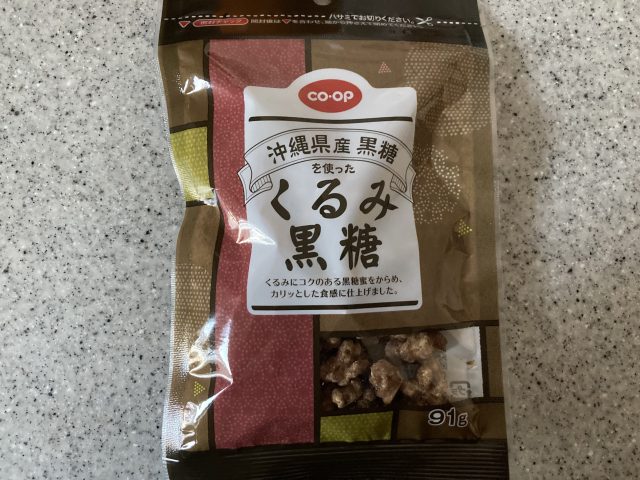 ハサミでお切りください。
CO·OP
沖縄県産 黒糖
を使った
くるみ
黒糖
くるみにコクのある黒糖蜜をからめ、
カリッとした食感に仕上げました。
91g